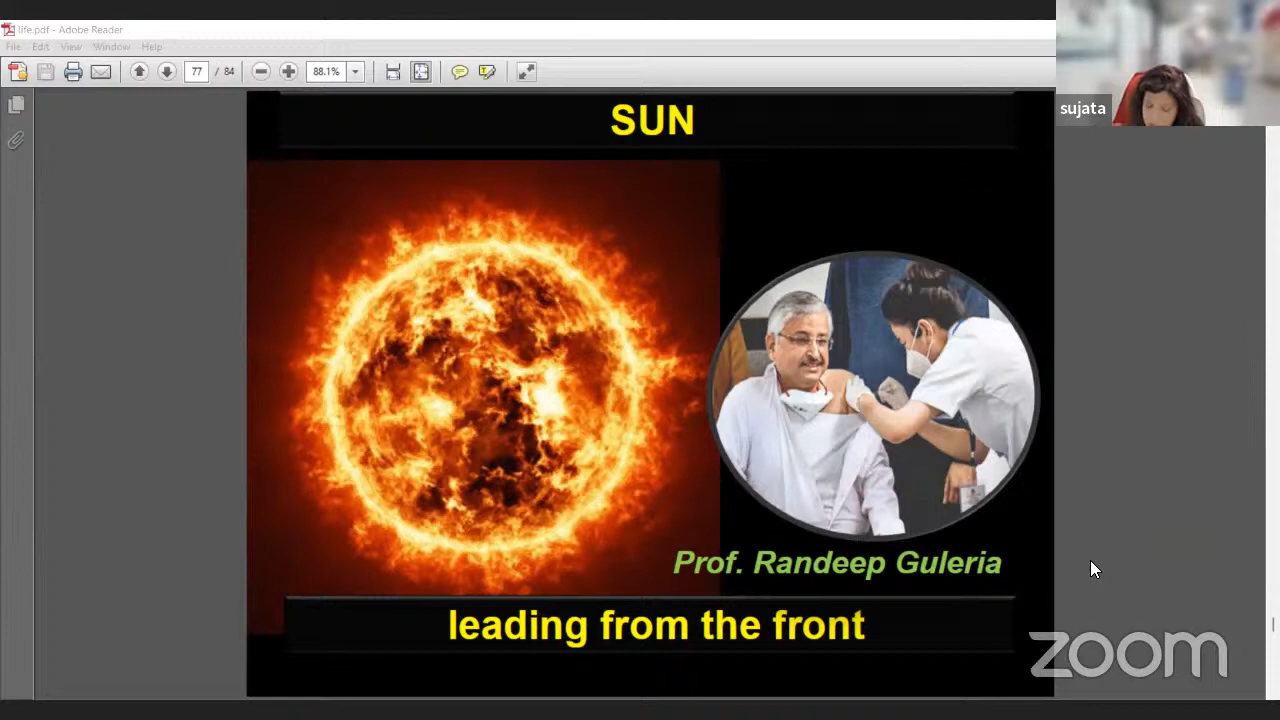 life.pdf - Adobe Reader
File Edit View Window Help
77 / 84 88.1%
sujata
SUN
Prof. Randeep Guleria
leading from the front
zoom